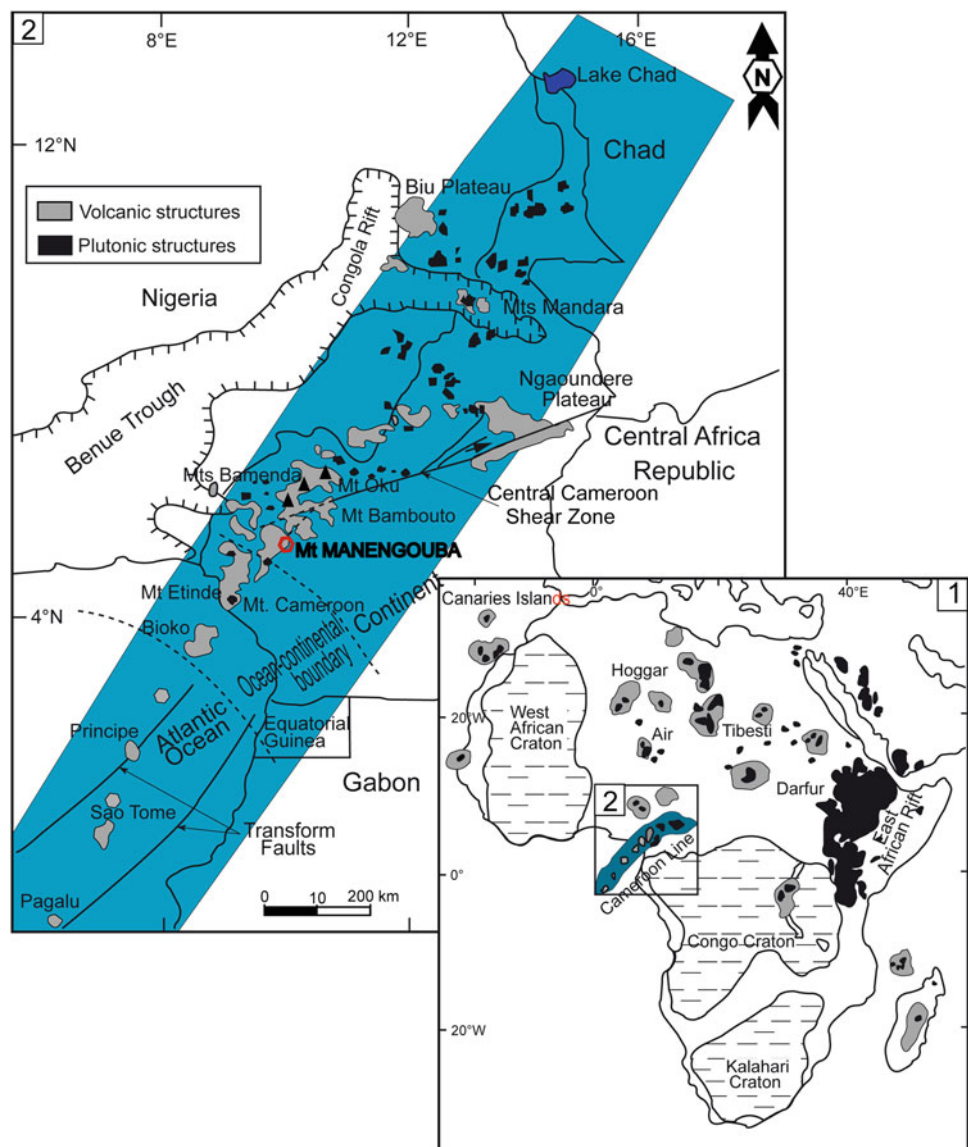 2
8°E
12°E
16°E
N
Lake Chad
12°N
Chad
Volcanic structures
Plutonic structures
Biu Plateau
Congola Rift
Nigeria
Mts Mandara
Benue Trough
Ngaoundere
Plateau
Central Africa
Republic
Mts Bamenda
Mt Oku
Central Cameroon
Shear Zone
Mt Bambouto
Mt MANENGOUBA
Mt Etinde
Mt. Cameroon
4°N
Bioko
Ocean-continental
boundary
Continent
Principe
Atlantic
Ocean
Equatorial
Guinea
Gabon
Sao Tome
Transform
Faults
Pagalu
0
10
200 km
1
Canaries Islands
0°
40°E
Hoggar
20°W
West
African
Craton
Air
Tibesti
Darfur
2
East
African Rift
Cameroon Line
0°
Congo Craton
20°W
Kalahari
Craton